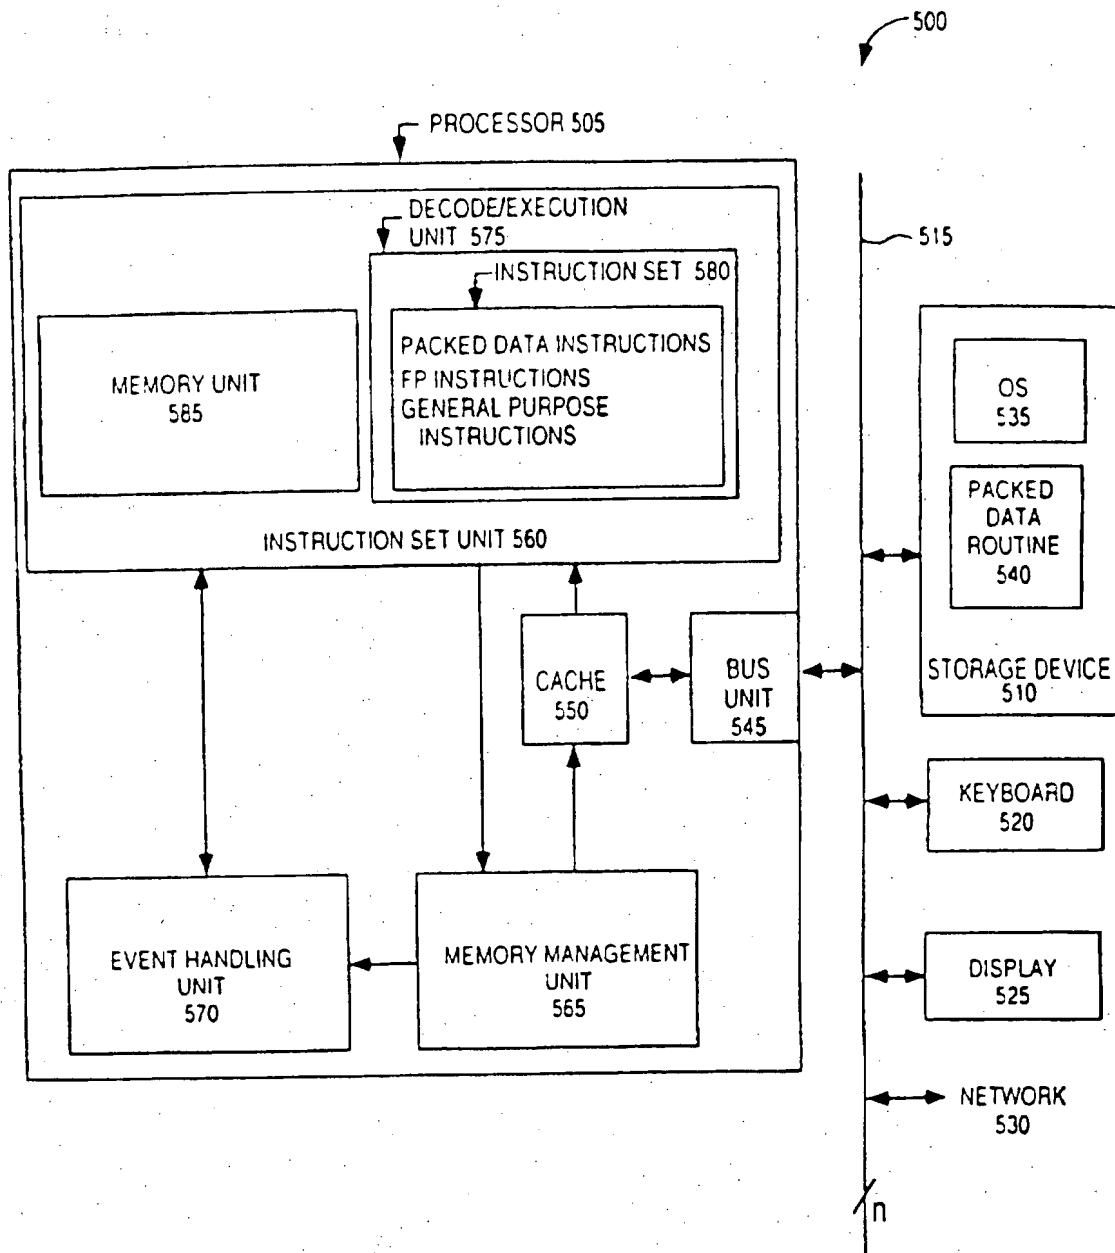 500
PROCESSOR 505
DECODE/EXECUTION
UNIT 575
515
INSTRUCTION SET 580
PACKED DATA INSTRUCTIONS
FP INSTRUCTIONS
GENERAL PURPOSE
INSTRUCTIONS
MEMORY UNIT
585
INSTRUCTION SET UNIT 560
OS
535
PACKED
DATA
ROUTINE
540
STORAGE DEVICE
510
CACHE
550
BUS
UNIT
545
KEYBOARD
520
EVENT HANDLING
UNIT
570
MEMORY MANAGEMENT
UNIT
565
DISPLAY
525
NETWORK
530
n